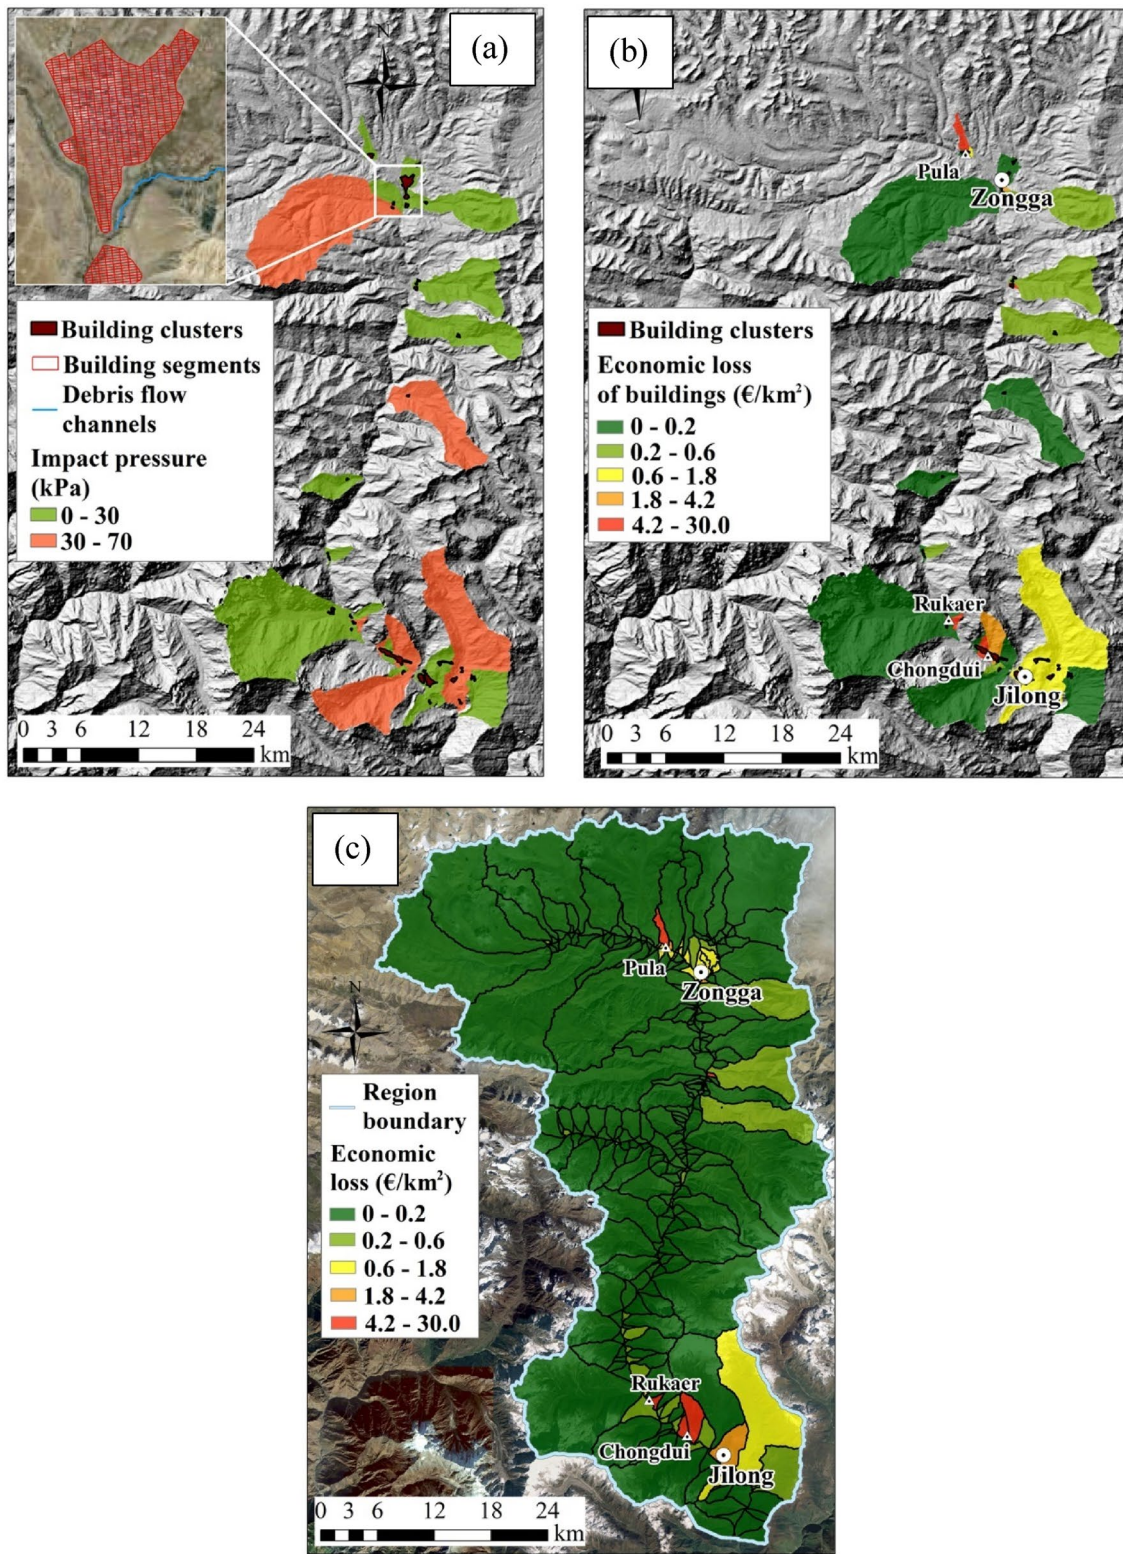 (a)
N
Building clusters
Building segments
Debris flow
channels
Impact pressure
(kPa)
0 - 30
30 - 70
0 3 6 12 18 24
km
(b)
Pula
Zongga
Building clusters
Economic loss
of buildings (€/km²)
0 - 0.2
0.2 - 0.6
0.6 - 1.8
1.8 - 4.2
4.2 - 30.0
Rukaer
Chongdui
Jilong
0 3 6 12 18 24
km
(c)
Pula
Zongga
N
Region
boundary
Economic
loss (€/km²)
0 - 0.2
0.2 - 0.6
0.6 - 1.8
1.8 - 4.2
4.2 - 30.0
Rukaer
Chongdui
Jilong
0 3 6 12 18 24
km